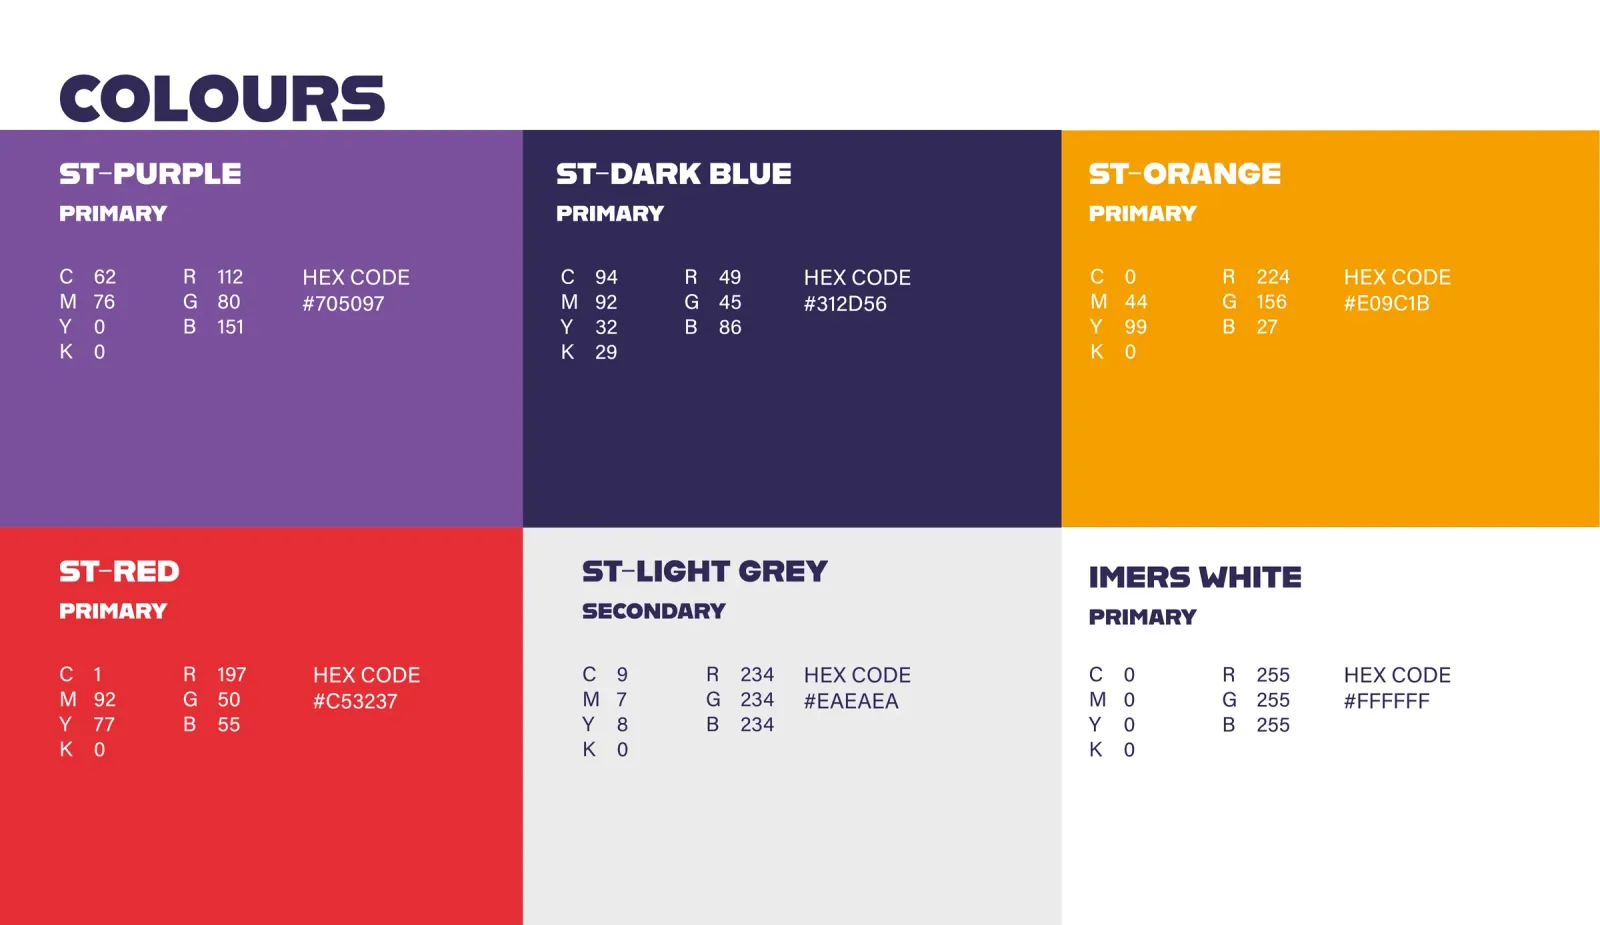 COLOURS
ST-PURPLE
PRIMARY
C 62 R 112 HEX CODE
M 76 G 80 #705097
Y 0 B 151
K 0
ST-DARK BLUE
PRIMARY
C 94 R 49 HEX CODE
M 92 G 45 #312D56
Y 32 B 86
K 29
ST-ORANGE
PRIMARY
C 0 R 224 HEX CODE
M 44 G 156 #E09C1B
Y 99 B 27
K 0
ST-RED
PRIMARY
C 1 R 197 HEX CODE
M 92 G 50 #C53237
Y 77 B 55
K 0
ST-LIGHT GREY
SECONDARY
C 9 R 234 HEX CODE
M 7 G 234 #EAEAEA
Y 8 B 234
K 0
IMERS WHITE
PRIMARY
C 0 R 255 HEX CODE
M 0 G 255 #FFFFFF
Y 0 B 255
K 0